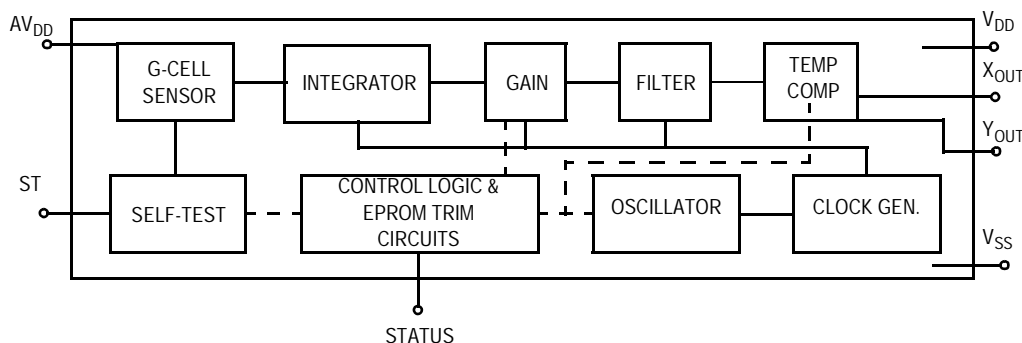 AVDD
VDD
G-CELL
SENSOR
INTEGRATOR
GAIN
FILTER
TEMP
COMP
XOUT
YOUT
ST
SELF-TEST
CONTROL LOGIC &
EPROM TRIM
CIRCUITS
OSCILLATOR
CLOCK GEN.
VSS
STATUS